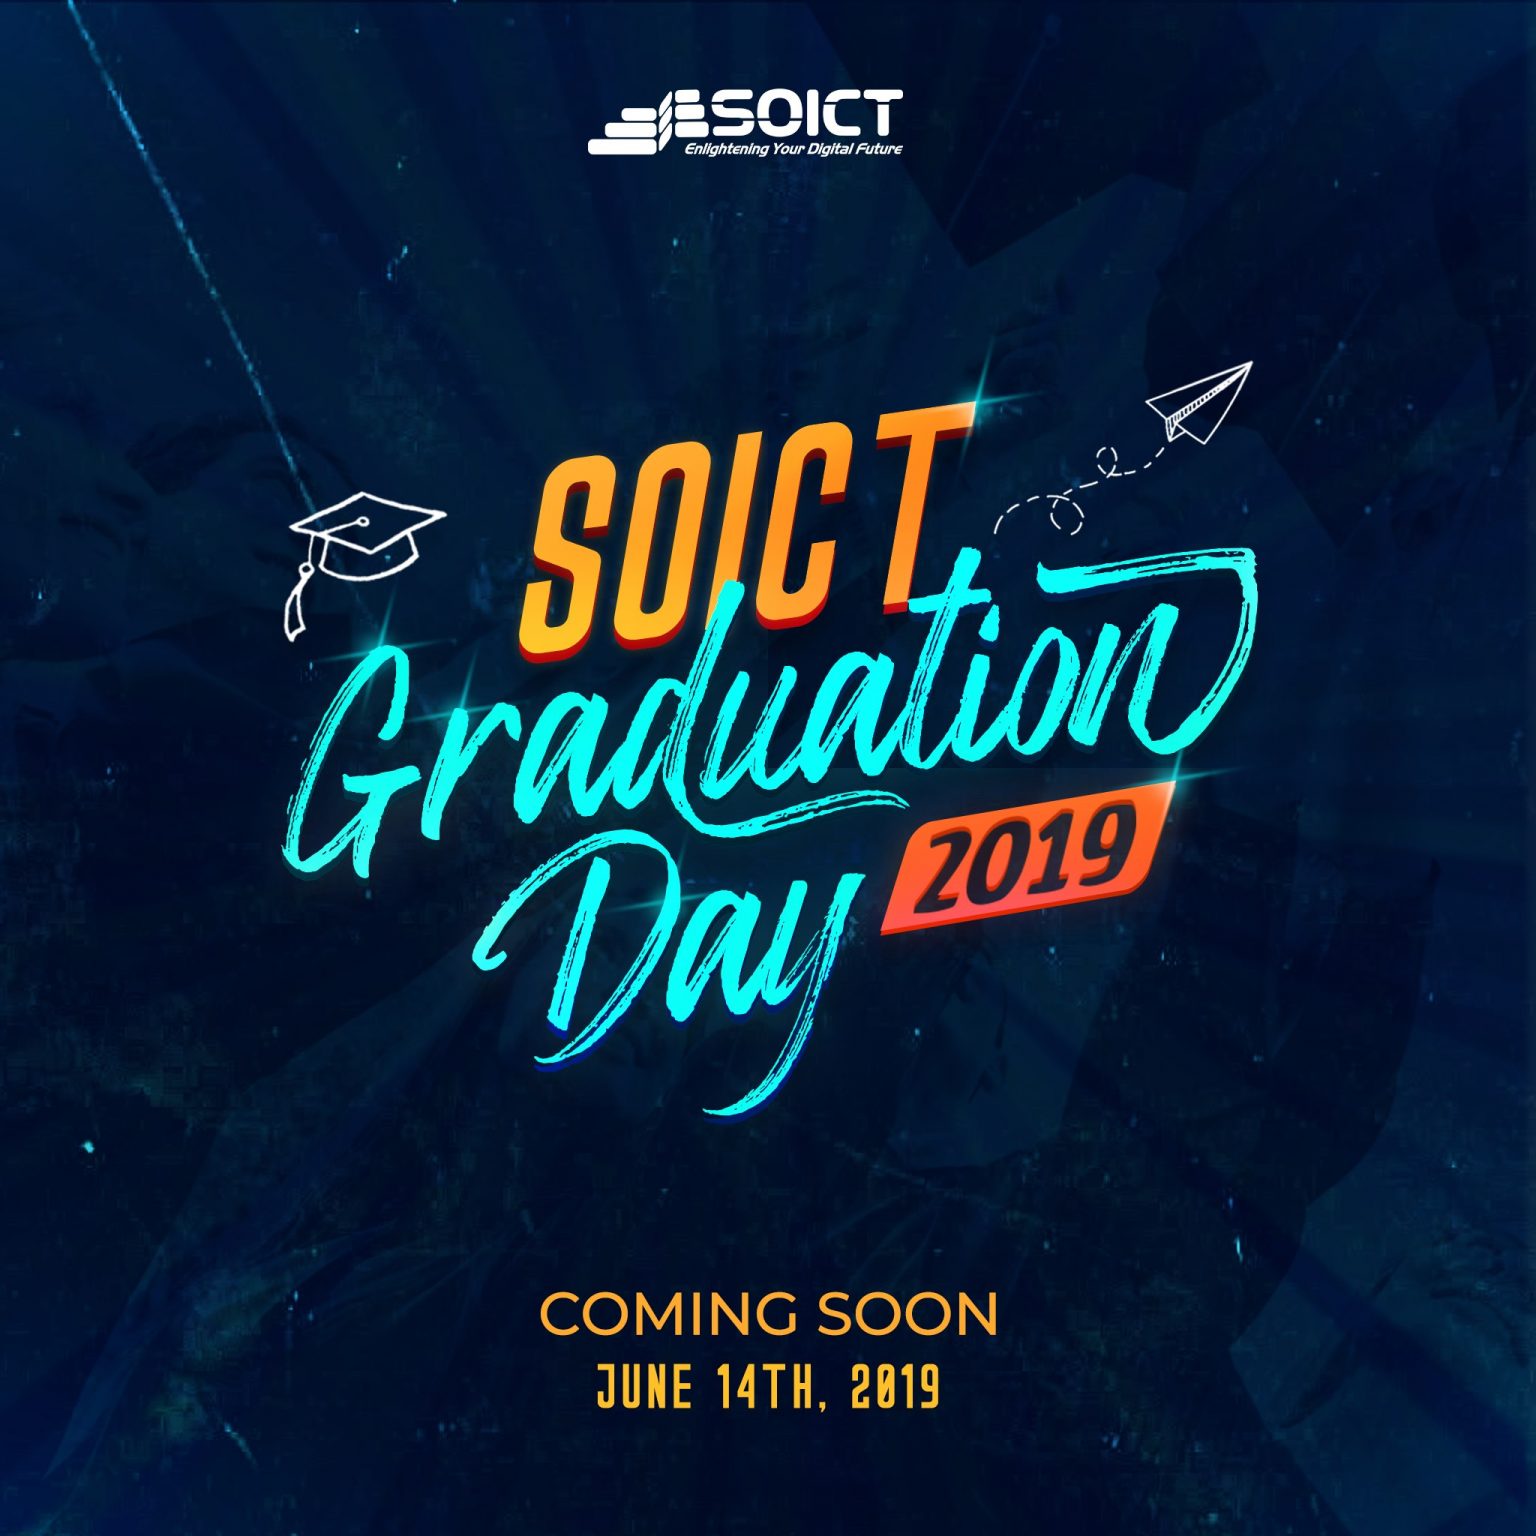 SOICT
Enlightening Your Digital Future
SOICT
Graduation
Day
2019
COMING SOON
JUNE 14TH, 2019